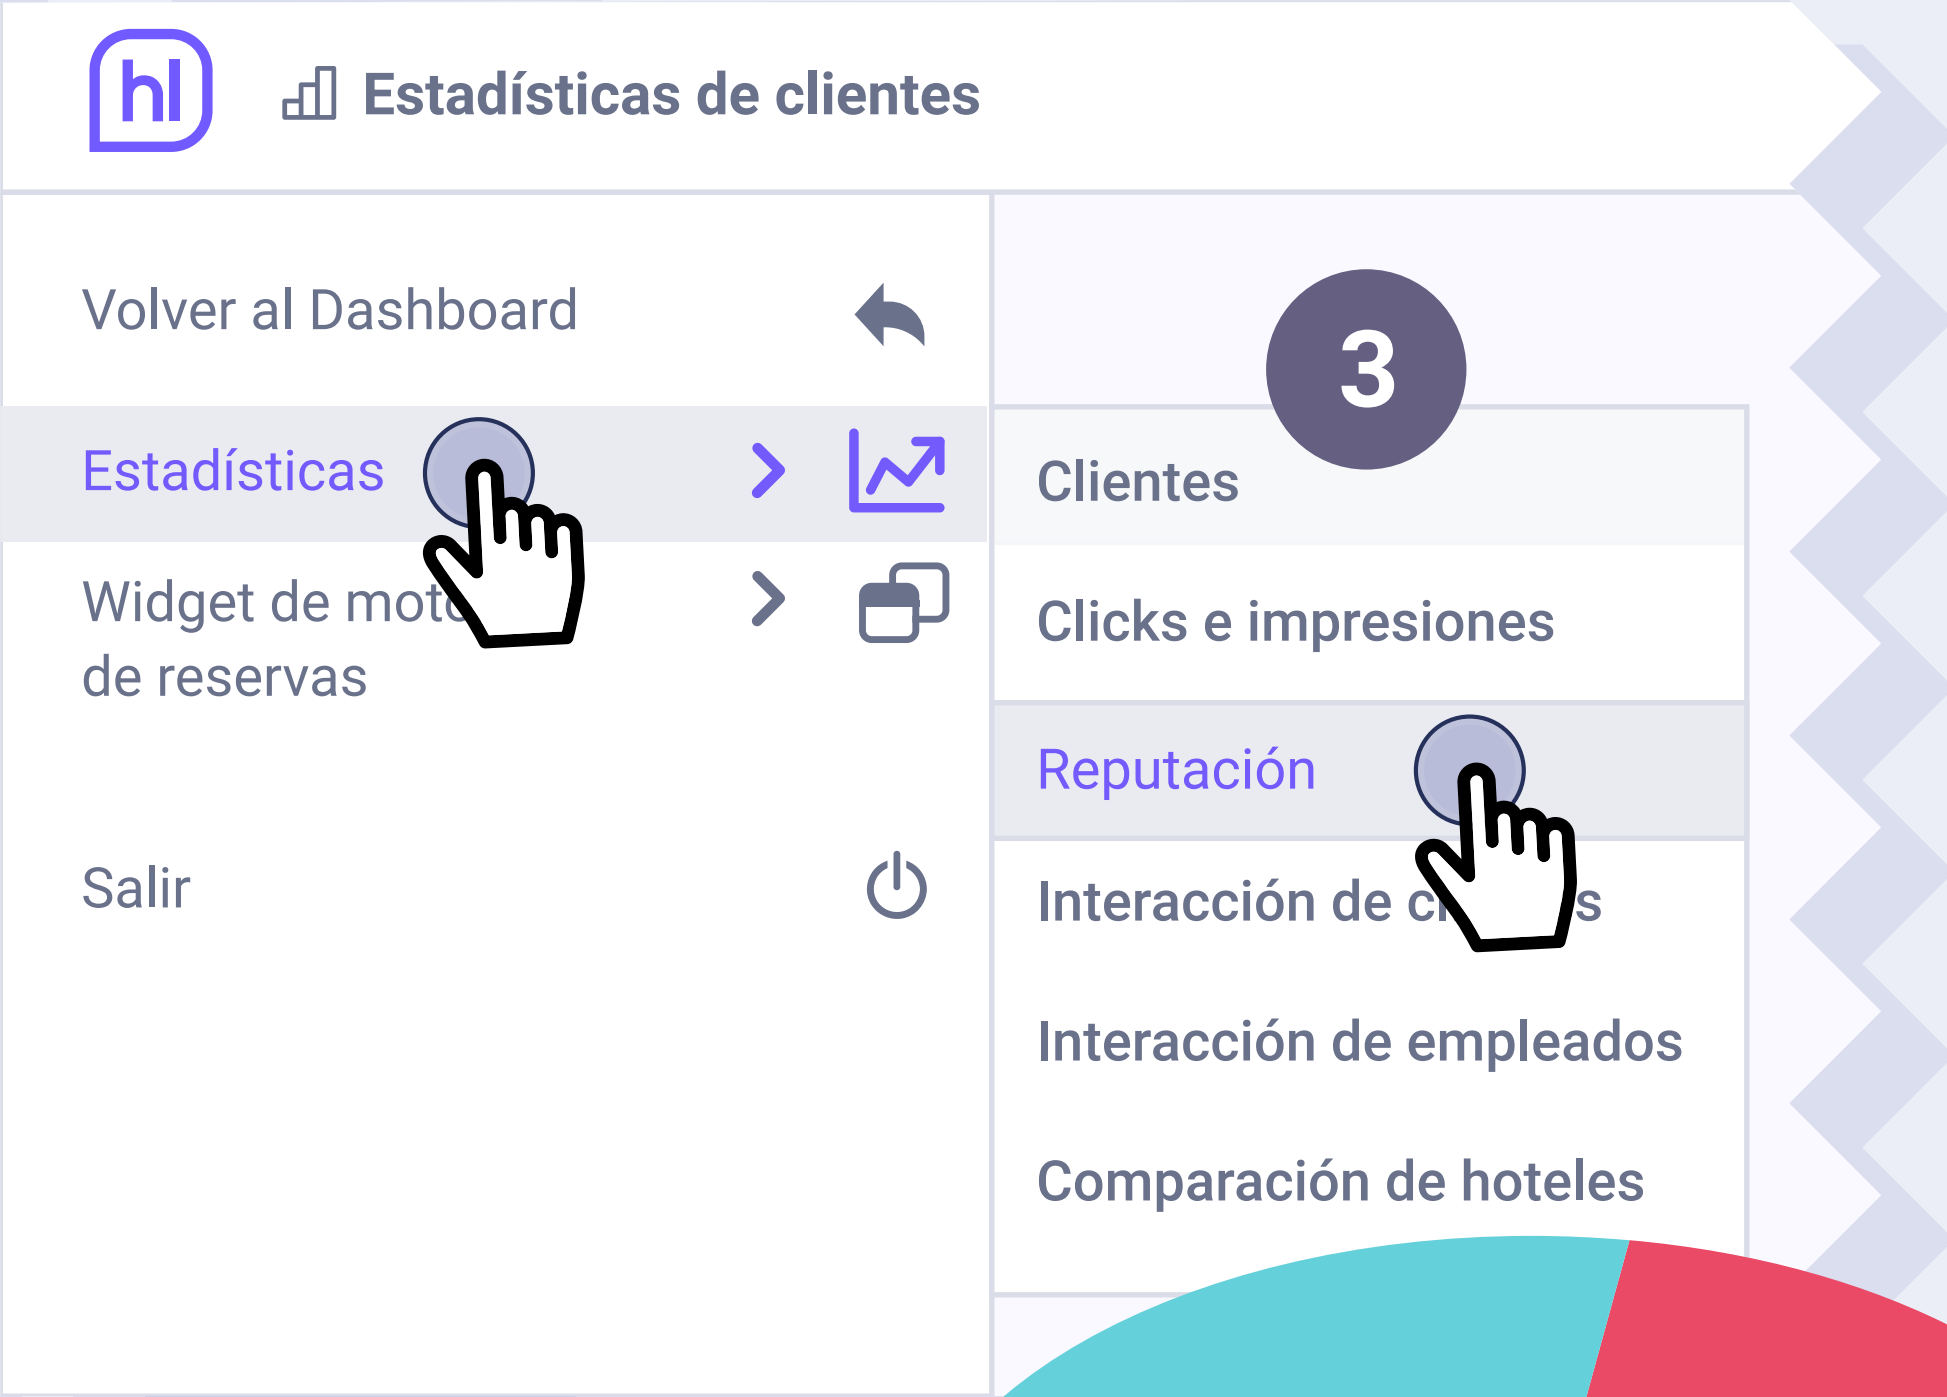 hl
Estadísticas de clientes
Volver al Dashboard
Estadísticas
Widget de
de reservas
Salir
3
Clientes
Clicks e impresiones
Reputación
Interacción de
Interacción de empleados
Comparación de hoteles